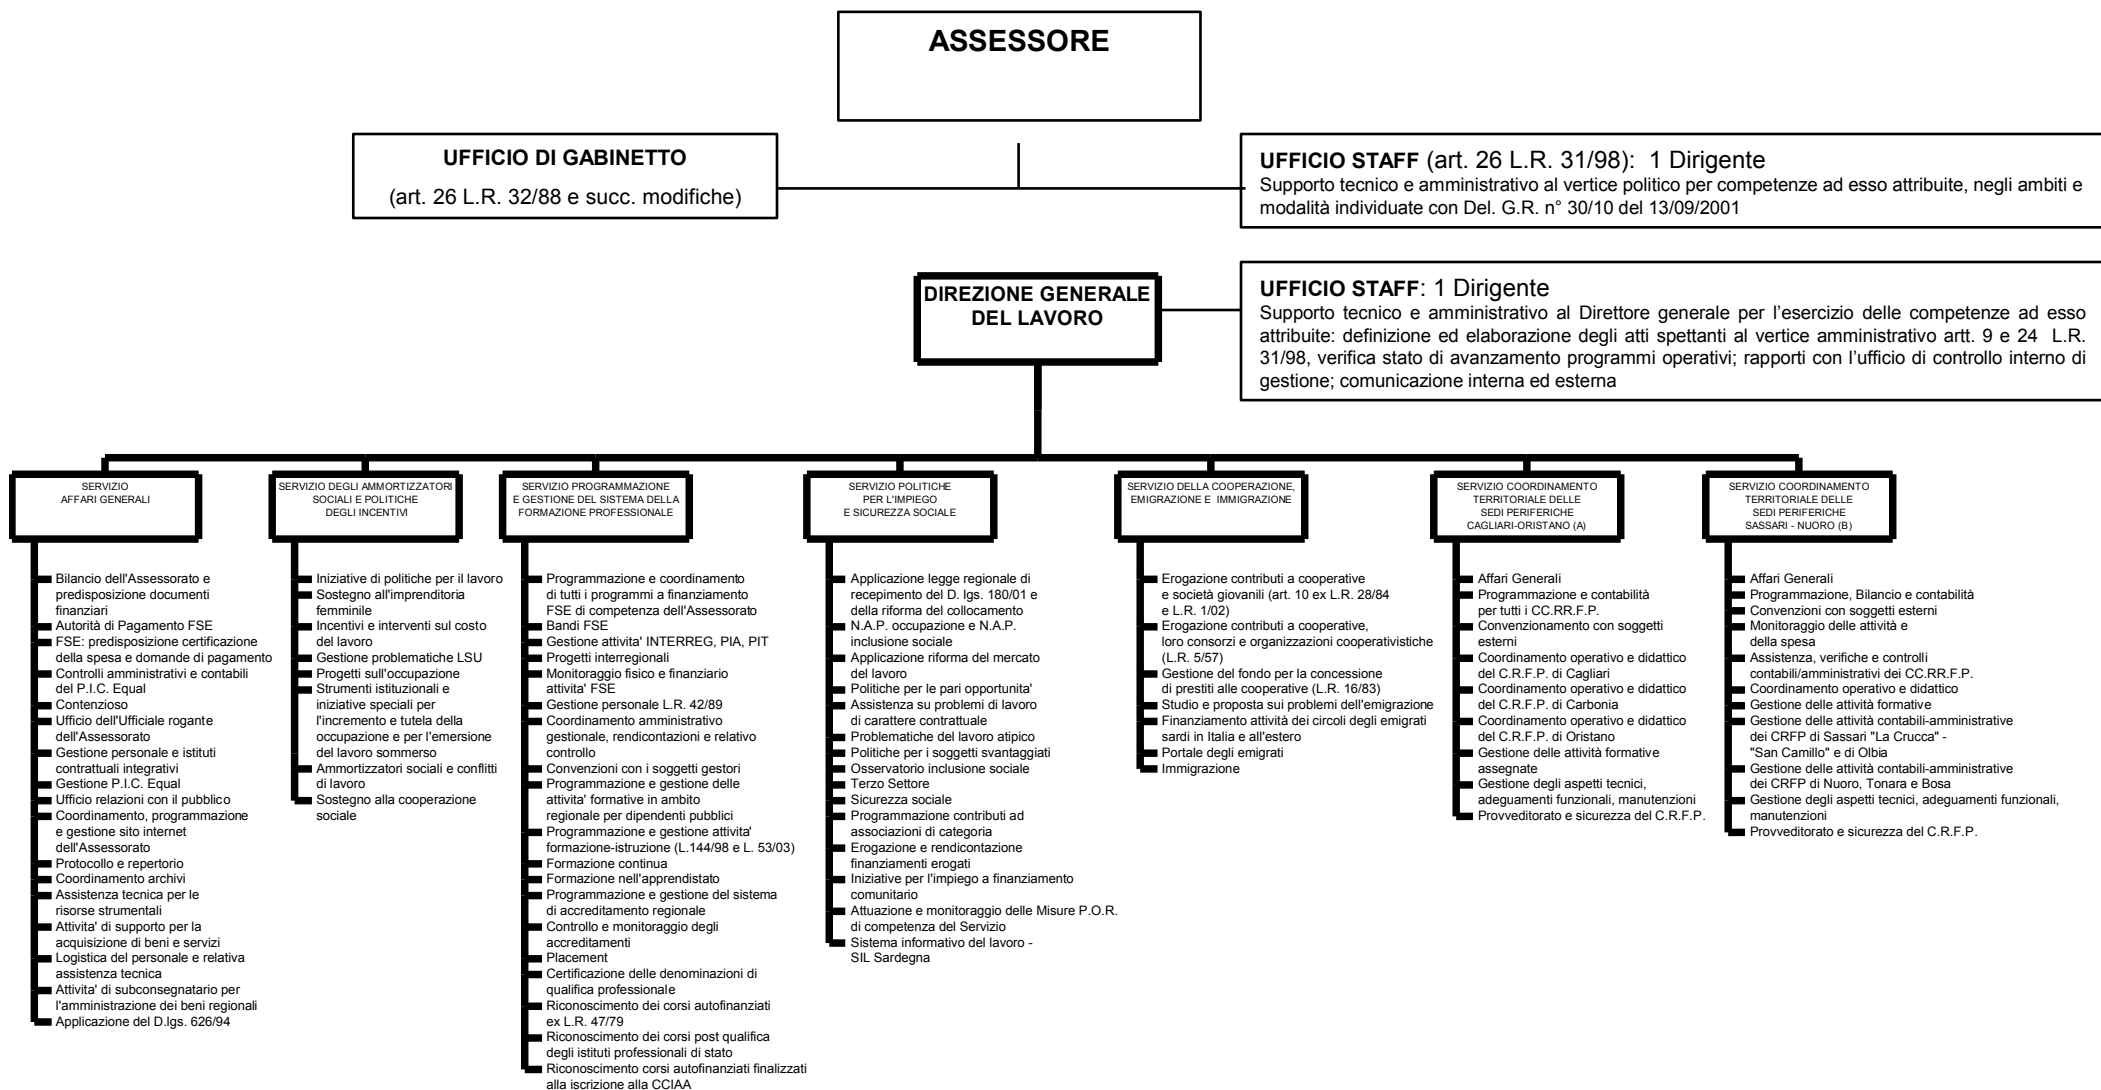 ASSESSORE
UFFICIO DI GABINETTO
(art. 26 L.R. 32/88 e succ. modifiche)
UFFICIO STAFF (art. 26 L.R. 31/98): 1 Dirigente
Supporto tecnico e amministrativo al vertice politico per competenze ad esso attribuite, negli ambiti e
modalità individuate con Del. G.R. n° 30/10 del 13/09/2001
DIREZIONE GENERALE
DEL LAVORO
UFFICIO STAFF: 1 Dirigente
Supporto tecnico e amministrativo al Direttore generale per l'esercizio delle competenze ad esso
attribuite: definizione ed elaborazione degli atti spettanti al vertice amministrativo artt. 9 e 24 L.R.
31/98, verifica stato di avanzamento programmi operativi; rapporti con l'ufficio di controllo interno di
gestione; comunicazione interna ed esterna
SERVIZIO
AFFARI GENERALI
Bilancio dell'Assessorato e
predisposizione documenti
finanziari
Autorità di Pagamento FSE
FSE: predisposizione certificazione
della spesa e domande di pagamento
Controlli amministrativi e contabili
del P.I.C. Equal
Contenzioso
Ufficio dell'Ufficiale rogante
dell'Assessorato
Gestione personale e istituti
contrattuali integrativi
Gestione P.I.C. Equal
Ufficio relazioni con il pubblico
Coordinamento, programmazione
e gestione sito internet
dell'Assessorato
Protocollo e repertorio
Coordinamento archivi
Assistenza tecnica per le
risorse strumentali
Attivita' di supporto per la
acquisizione di beni e servizi
Logistica del personale e relativa
assistenza tecnica
Attivita' di subconsegnatario per
l'amministrazione dei beni regionali
Applicazione del D.lgs. 626/94
SERVIZIO DEGLI AMMORTIZZATORI
SOCIALI E POLITICHE
DEGLI INCENTIVI
Iniziative di politiche per il lavoro
Sostegno all'imprenditoria
femminile
Incentivi e interventi sul costo
del lavoro
Gestione problematiche LSU
Progetti sull'occupazione
Strumenti istituzionali e
iniziative speciali per
l'incremento e tutela della
occupazione e per l'emersione
del lavoro sommerso
Ammortizzatori sociali e conflitti
di lavoro
Sostegno alla cooperazione
sociale
SERVIZIO PROGRAMMAZIONE
E GESTIONE DEL SISTEMA DELLA
FORMAZIONE PROFESSIONALE
Programmazione e coordinamento
di tutti i programmi a finanziamento
FSE di competenza dell'Assessorato
Bandi FSE
Gestione attivita' INTERREG, PIA, PIT
Progetti interregionali
Monitoraggio fisico e finanziario
attivita' FSE
Gestione personale L.R. 42/89
Coordinamento amministrativo
gestionale, rendicontazioni e relativo
controllo
Convenzioni con i soggetti gestori
Programmazione e gestione delle
attivita' formative in ambito
regionale per dipendenti pubblici
Programmazione e gestione attivita'
formazione-istruzione (L.144/98 e L. 53/03)
Formazione continua
Formazione nell'apprendistato
Programmazione e gestione del sistema
di accreditamento regionale
Controllo e monitoraggio degli
accreditamenti
Placement
Certificazione delle denominazioni di
qualifica professionale
Riconoscimento dei corsi autofinanziati
ex L.R. 47/79
Riconoscimento dei corsi post qualifica
degli istituti professionali di stato
Riconoscimento corsi autofinanziati finalizzati
alla iscrizione alla CCIAA
SERVIZIO POLITICHE
PER L'IMPIEGO
E SICUREZZA SOCIALE
Applicazione legge regionale di
recepimento del D. lgs. 180/01 e
della riforma del collocamento
N.A.P. occupazione e N.A.P.
inclusione sociale
Applicazione riforma del mercato
del lavoro
Politiche per le pari opportunita'
Assistenza su problemi di lavoro
di carattere contrattuale
Problematiche del lavoro atipico
Politiche per i soggetti svantaggiati
Osservatorio inclusione sociale
Terzo Settore
Sicurezza sociale
Programmazione contributi ad
associazioni di categoria
Erogazione e rendicontazione
finanziamenti erogati
Iniziative per l'impiego a finanziamento
comunitario
Attuazione e monitoraggio delle Misure P.O.R.
di competenza del Servizio
Sistema informativo del lavoro -
SIL Sardegna
SERVIZIO DELLA COOPERAZIONE,
EMIGRAZIONE E IMMIGRAZIONE
Erogazione contributi a cooperative
e società giovanili (art. 10 ex L.R. 28/84
e L.R. 1/02)
Erogazione contributi a cooperative,
loro consorzi e organizzazioni cooperativistiche
(L.R. 5/57)
Gestione del fondo per la concessione
di prestiti alle cooperative (L.R. 16/83)
Studio e proposta sui problemi dell'emigrazione
Finanziamento attività dei circoli degli emigrati
sardi in Italia e all'estero
Portale degli emigrati
Immigrazione
SERVIZIO COORDINAMENTO
TERRITORIALE DELLE
SEDI PERIFERICHE
CAGLIARI-ORISTANO (A)
Affari Generali
Programmazione e contabilità
per tutti i CC.RR.F.P.
Convenzionamento con soggetti
esterni
Coordinamento operativo e didattico
del C.R.F.P. di Cagliari
Coordinamento operativo e didattico
del C.R.F.P. di Carbonia
Coordinamento operativo e didattico
del C.R.F.P. di Oristano
Gestione delle attività formative
assegnate
Gestione degli aspetti tecnici,
adeguamenti funzionali, manutenzioni
Provveditorato e sicurezza del C.R.F.P.
SERVIZIO COORDINAMENTO
TERRITORIALE DELLE
SEDI PERIFERICHE
SASSARI - NUORO (B)
Affari Generali
Programmazione, Bilancio e contabilità
Convenzioni con soggetti esterni
Monitoraggio delle attività e
della spesa
Assistenza, verifiche e controlli
contabili/amministrativi dei CC.RR.F.P.
Coordinamento operativo e didattico
Gestione delle attività formative
Gestione delle attività contabili-amministrative
dei CRFP di Sassari "La Crucca" -
"San Camillo" e di Olbia
Gestione delle attività contabili-amministrative
dei CRFP di Nuoro, Tonara e Bosa
Gestione degli aspetti tecnici, adeguamenti funzionali,
manutenzioni
Provveditorato e sicurezza del C.R.F.P.